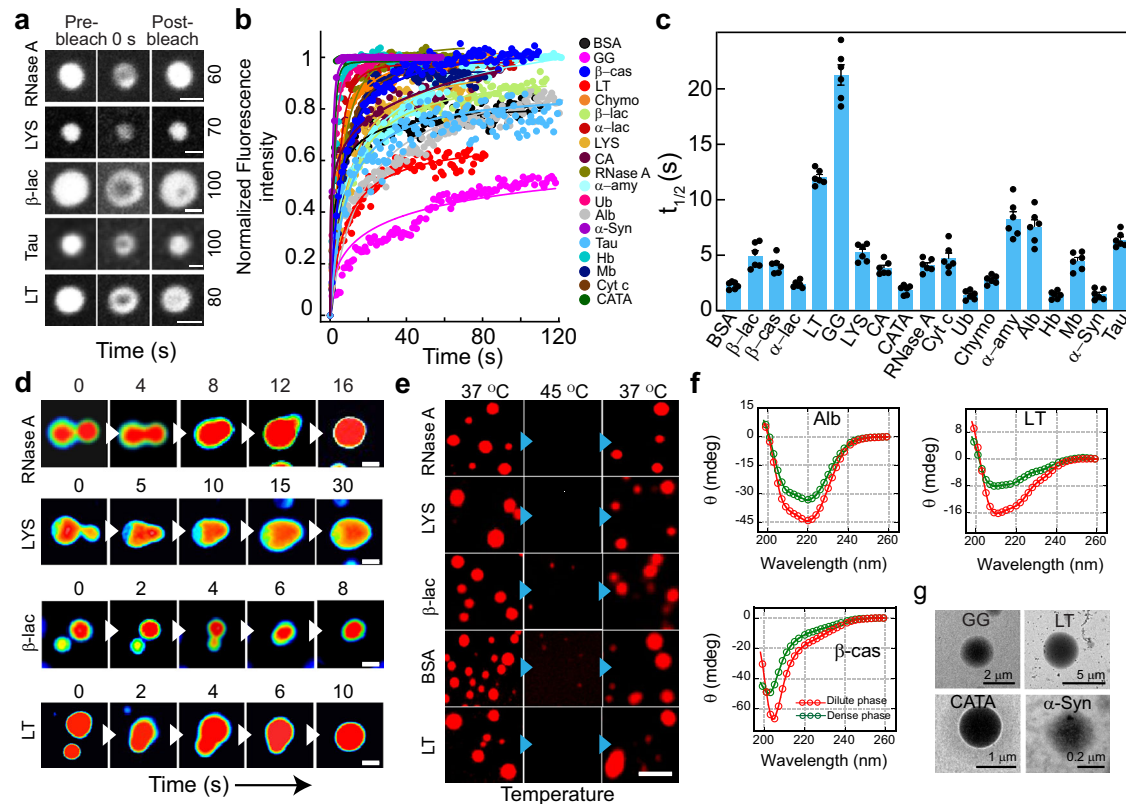 a
Pre-bleach 0 s Post-bleach
RNase A
60
LYS
70
β-lac
100
Tau
100
LT
80
Time (s)
b
Normalized Fluorescence intensity
1
0.8
0.6
0.4
0.2
0
0 40 80 120
Time (s)
BSA
GG
β−cas
LT
Chymo
β-lac
α-lac
LYS
CA
RNase A
α−amy
Ub
Alb
α-Syn
Tau
Hb
Mb
Cyt c
CATA
c
t1/2 (s)
20
15
10
5
0
BSA
β−lac
β−cas
α−lac
LT
GG
LYS
CA
CATA
RNase A
Cyt c
Ub
Chymo
α−amy
Alb
Hb
Mb
α−Syn
Tau
d
0 4 8 12 16
RNase A
0 5 10 15 30
LYS
0 2 4 6 8
β-lac
0 2 4 6 10
LT
Time (s)
e
37 °C 45 °C 37 °C
RNase A
LYS
β-lac
BSA
LT
Temperature
f
Alb
θ (mdeg)
15
0
-15
-30
-45
200 220 240 260
Wavelength (nm)
LT
θ (mdeg)
8
0
-8
-16
200 220 240 260
Wavelength (nm)
β-cas
θ (mdeg)
0
-20
-40
-60
Dilute phase
Dense phase
200 220 240 260
Wavelength (nm)
g
GG
2 μm
LT
5 μm
CATA
1 μm
α-Syn
0.2 μm